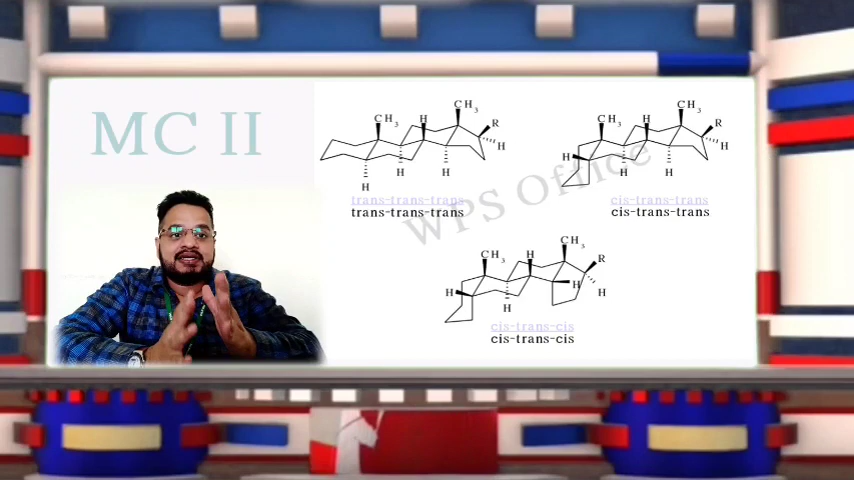 MC II
CH3
H
CH3
R
H
H
H
H
trans-trans-trans
trans-trans-trans
CH3
H
CH3
R
H
H
H
H
cis-trans-trans
cis-trans-trans
WPS Office
CH3
H
CH3
R
H
H
H
H
cis-trans-cis
cis-trans-cis